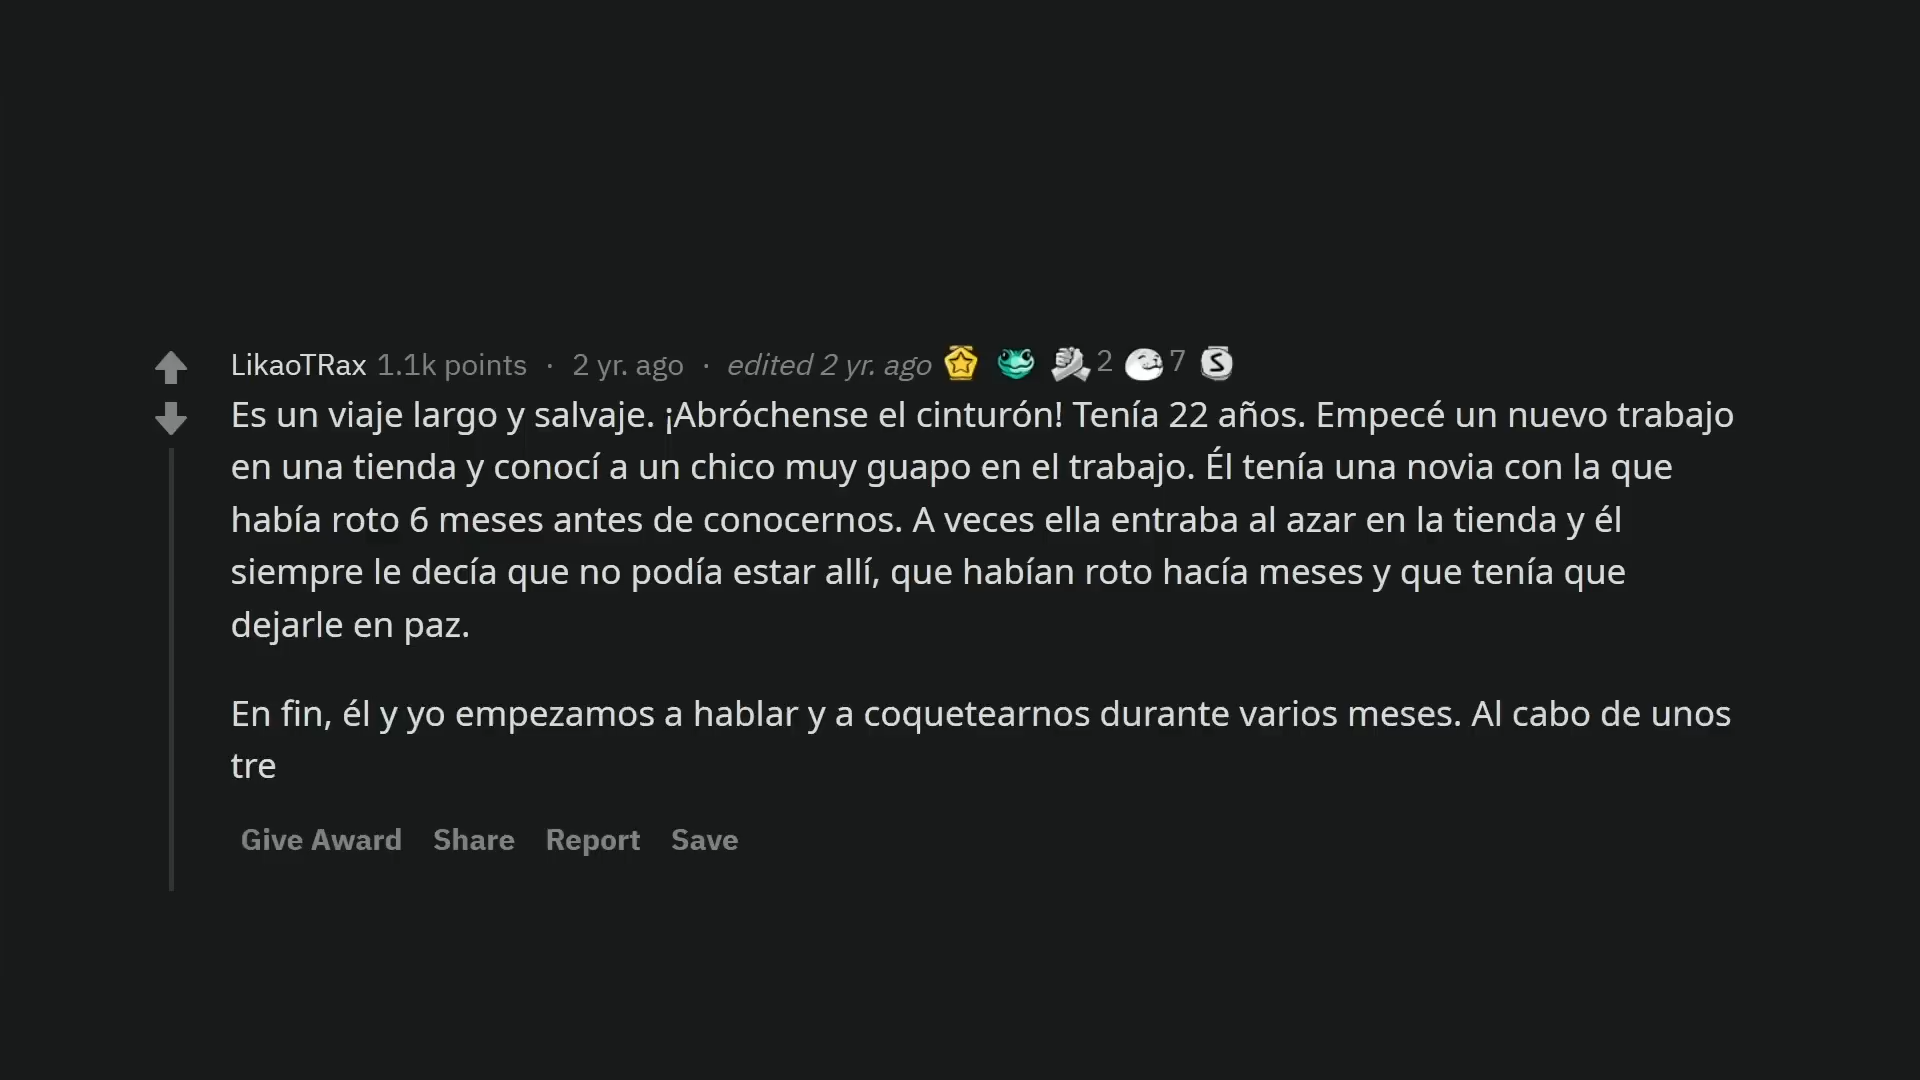 LikaoTRax 1.1k points · 2 yr. ago · edited 2 yr. ago 2 7 S
Es un viaje largo y salvaje. ¡Abróchense el cinturón! Tenía 22 años. Empecé un nuevo trabajo
en una tienda y conocí a un chico muy guapo en el trabajo. Él tenía una novia con la que
había roto 6 meses antes de conocernos. A veces ella entraba al azar en la tienda y él
siempre le decía que no podía estar allí, que habían roto hacía meses y que tenía que
dejarle en paz.
En fin, él y yo empezamos a hablar y a coquetearnos durante varios meses. Al cabo de unos
tre
Give Award Share Report Save